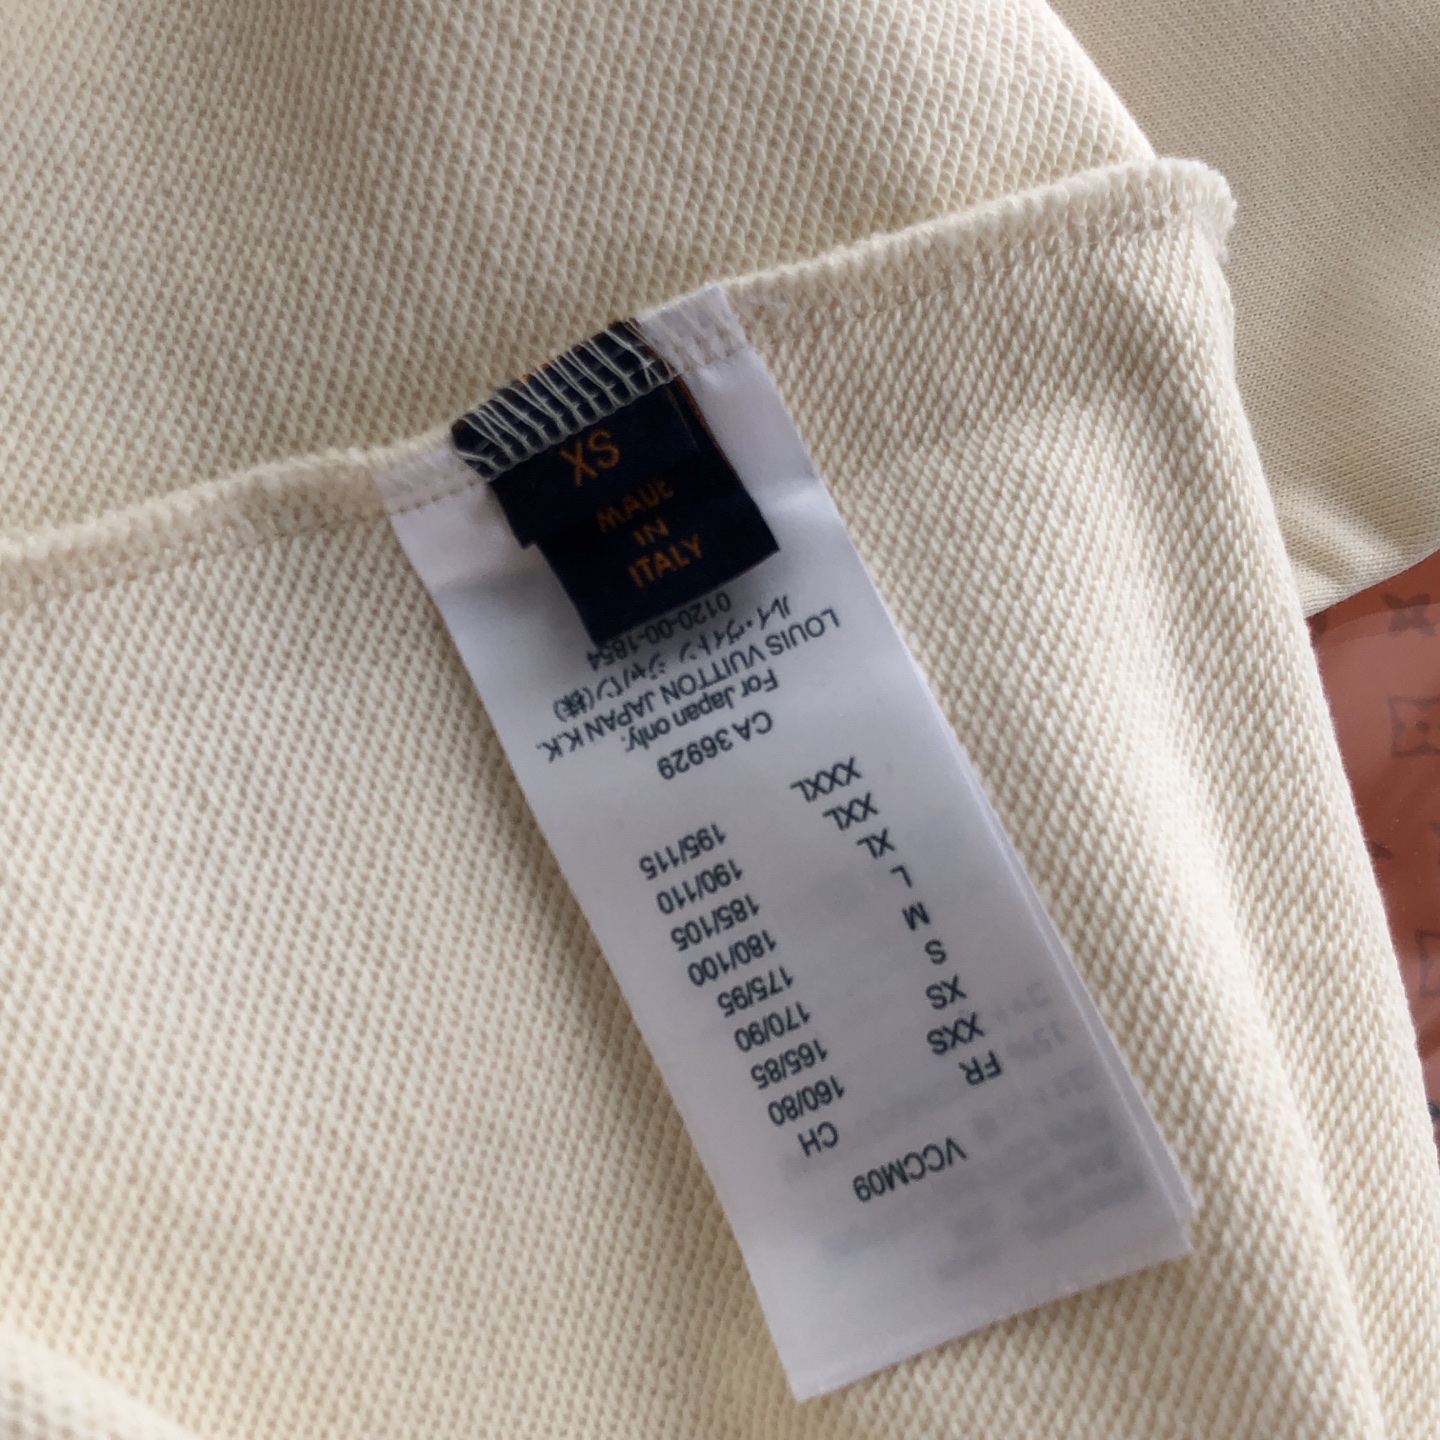 XS
MADE
IN
ITALY
VCCM09
FR CH
XXS 160/80
XS 165/85
S 170/90
M 175/95
L 180/100
XL 185/105
XXL 190/110
XXXL 195/115
CA 36929
For Japan only.
LOUIS VUITTON JAPAN K.K.
ルイ・ヴィトン ジャパン(株)
0120-00-1854